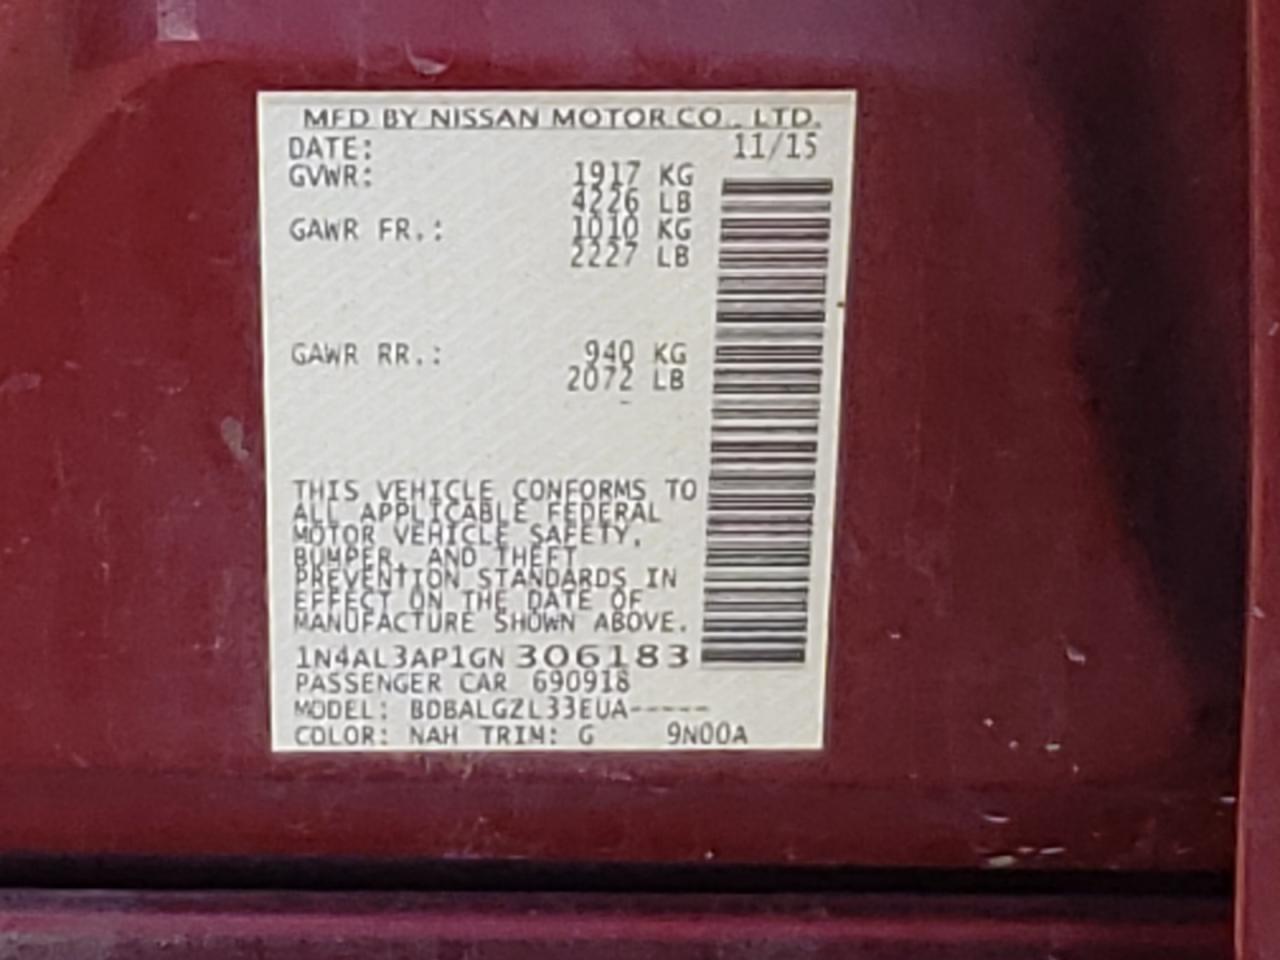 MFD BY NISSAN MOTOR CO., LTD.
DATE: 11/15
GVWR: 1917 KG
4226 LB
GAWR FR.: 1010 KG
2227 LB
GAWR RR.: 940 KG
2072 LB
THIS VEHICLE CONFORMS TO
ALL APPLICABLE FEDERAL
MOTOR VEHICLE SAFETY,
BUMPER, AND THEFT
PREVENTION STANDARDS IN
EFFECT ON THE DATE OF
MANUFACTURE SHOWN ABOVE.
1N4AL3AP1GN306183
PASSENGER CAR 690918
MODEL: BDBALGZL33EUA-----
COLOR: NAH TRIM: G 9N00A